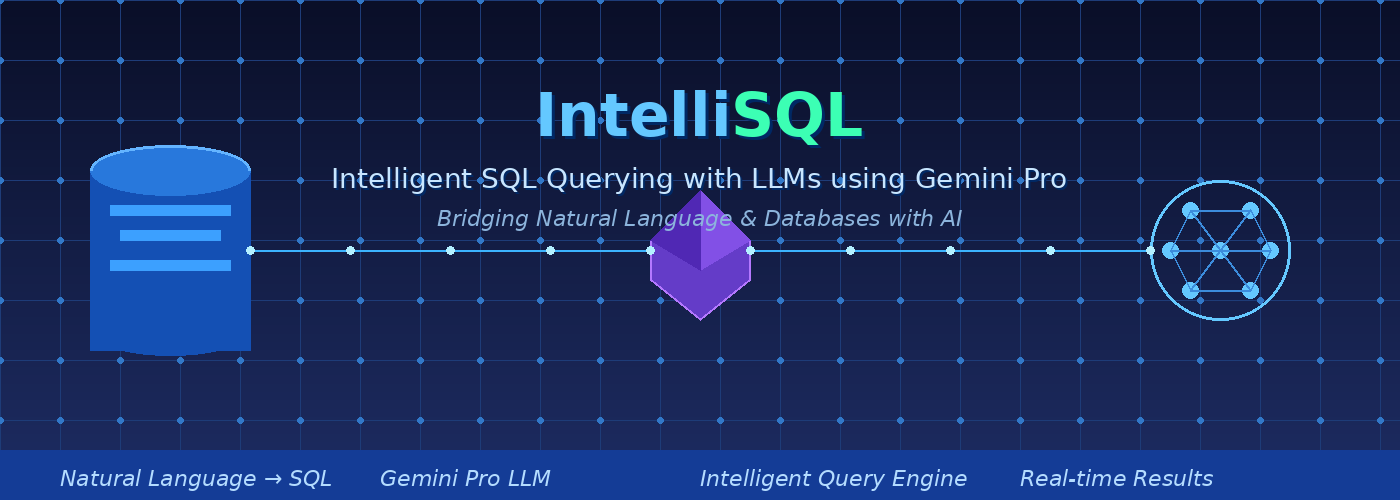 IntelliSQL
Intelligent SQL Querying with LLMs using Gemini Pro
Bridging Natural Language & Databases with AI
Natural Language → SQL Gemini Pro LLM Intelligent Query Engine Real-time Results